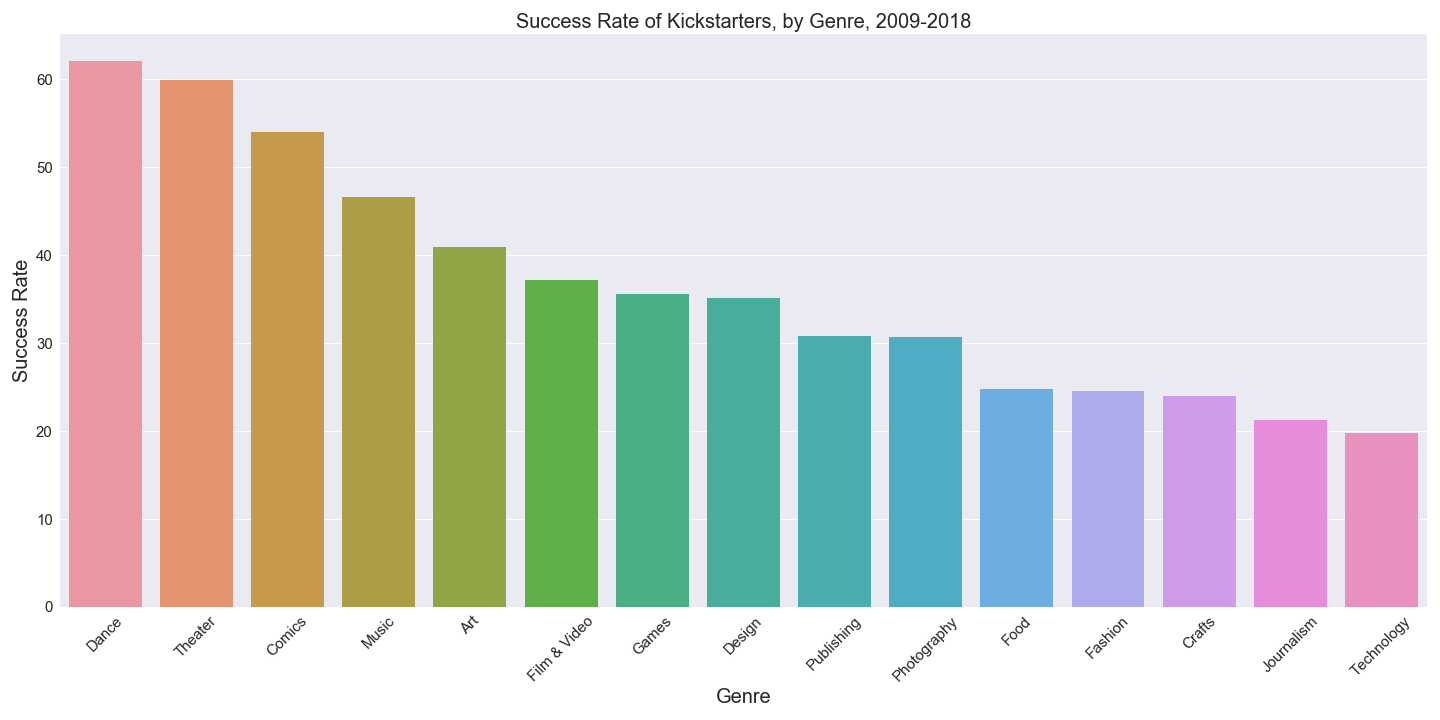 Success Rate of Kickstarters, by Genre, 2009-2018
Success Rate
60
50
40
30
20
10
0
Dance
Theater
Comics
Music
Art
Film & Video
Games
Design
Publishing
Photography
Food
Fashion
Crafts
Journalism
Technology
Genre